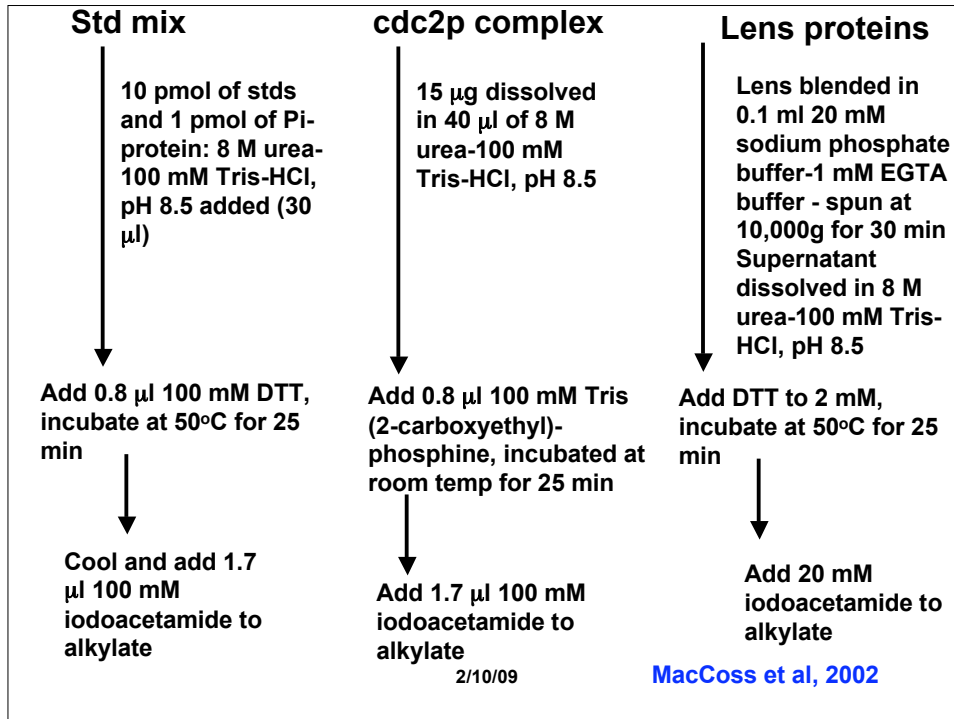 Std mix
10 pmol of stds
and 1 pmol of Pi-
protein: 8 M urea-
100 mM Tris-HCl,
pH 8.5 added (30
μl)
Add 0.8 μl 100 mM DTT,
incubate at 50ºC for 25
min
Cool and add 1.7
μl 100 mM
iodoacetamide to
alkylate
cdc2p complex
15 μg dissolved
in 40 μl of 8 M
urea-100 mM
Tris-HCl, pH 8.5
Add 0.8 μl 100 mM Tris
(2-carboxyethyl)-
phosphine, incubated at
room temp for 25 min
Add 1.7 μl 100 mM
iodoacetamide to
alkylate
Lens proteins
Lens blended in
0.1 ml 20 mM
sodium phosphate
buffer-1 mM EGTA
buffer - spun at
10,000g for 30 min
Supernatant
dissolved in 8 M
urea-100 mM Tris-
HCl, pH 8.5
Add DTT to 2 mM,
incubate at 50ºC for 25
min
Add 20 mM
iodoacetamide to
alkylate
2/10/09
MacCoss et al, 2002